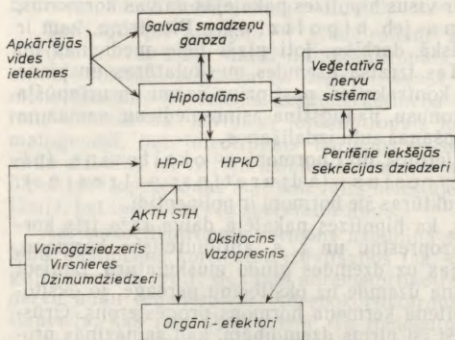 Galvas smadzeņu
garoza
Apkārtējās
vides
ietekmes
Hipotalāms
Veģetatīvā
nervu
sistēma
HPrD HPkD
Perifērie iekšējās
sekrēcijas dziedzeri
AKTH STH
Vairogdziedzeris
Virsnieres
Dzimumdziedzeri
Oksitocīns
Vazopresīns
Orgāni-efektori